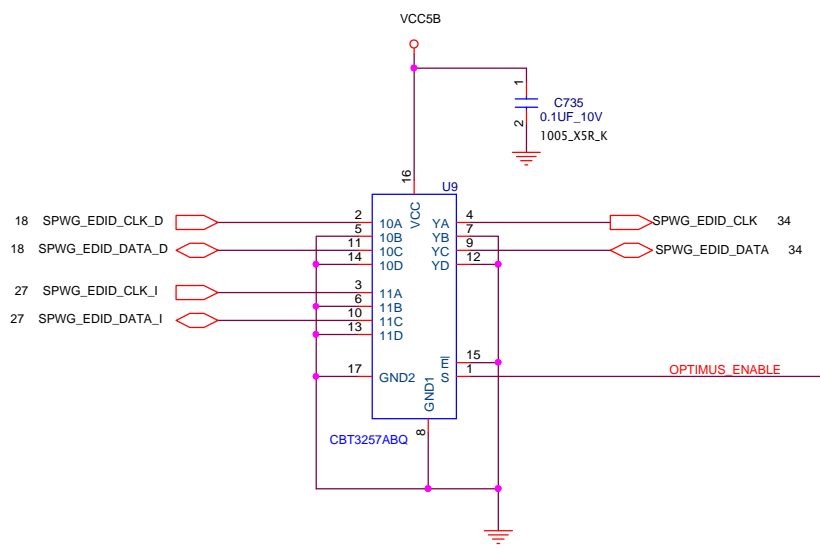 VCC5B
1
C735
0.1UF_10V
2
1005_X5R_K
16
U9
VCC
18 SPWG_EDID_CLK_D 2 10A YA 4 SPWG_EDID_CLK 34
5 10B YB 7
18 SPWG_EDID_DATA_D 11 10C YC 9 SPWG_EDID_DATA 34
14 10D YD 12
27 SPWG_EDID_CLK_I 3 11A
6 11B
27 SPWG_EDID_DATA_I 10 11C
13 11D
E 15
17 GND2 S 1 OPTIMUS_ENABLE
GND1
8
CBT3257ABQ